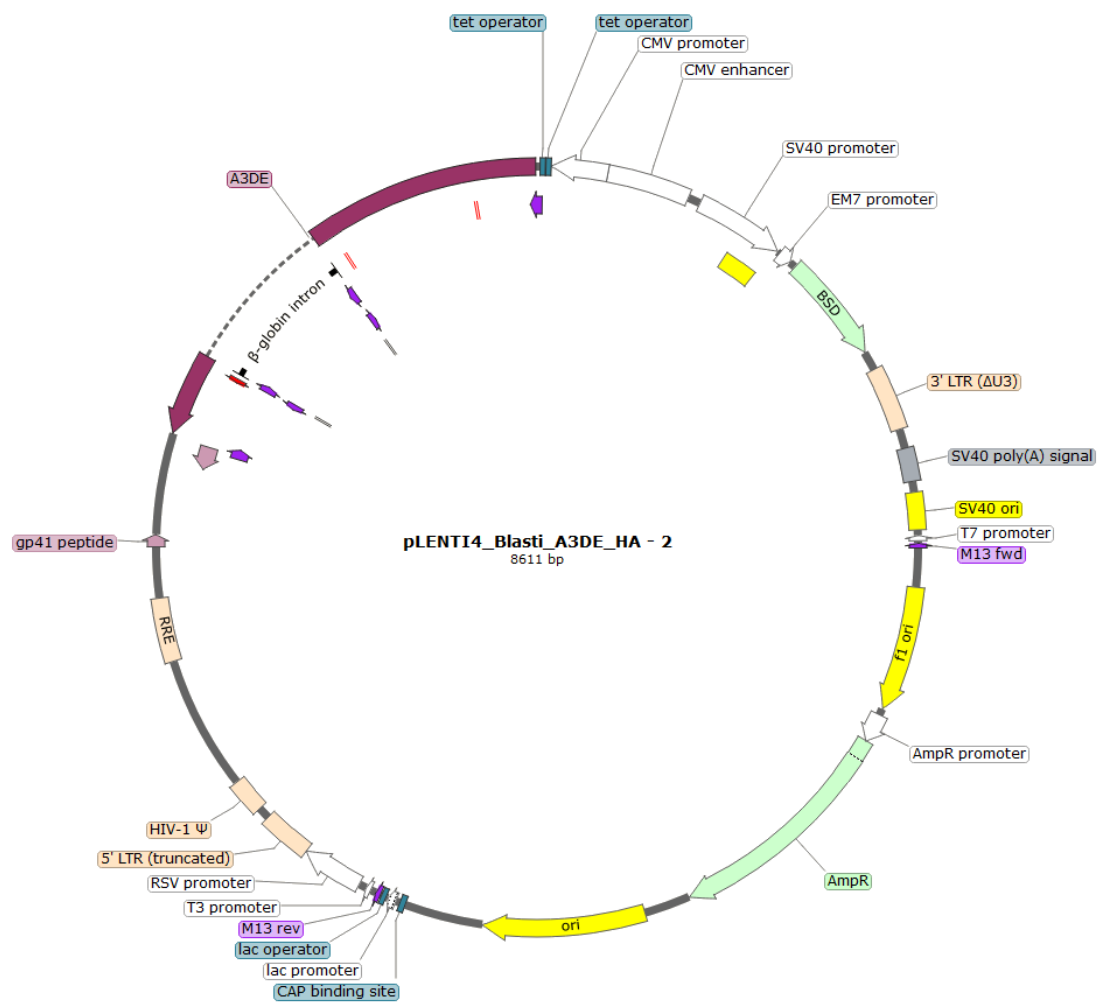 tet operator
tet operator
CMV promoter
CMV enhancer
SV40 promoter
EM7 promoter
BSD
3' LTR (ΔU3)
SV40 poly(A) signal
SV40 ori
T7 promoter
M13 fwd
f1 ori
AmpR promoter
AmpR
ori
CAP binding site
lac promoter
lac operator
M13 rev
T3 promoter
RSV promoter
5' LTR (truncated)
HIV-1 Ψ
RRE
gp41 peptide
A3DE
β-globin intron
pLENTI4_Blasti_A3DE_HA - 2
8611 bp